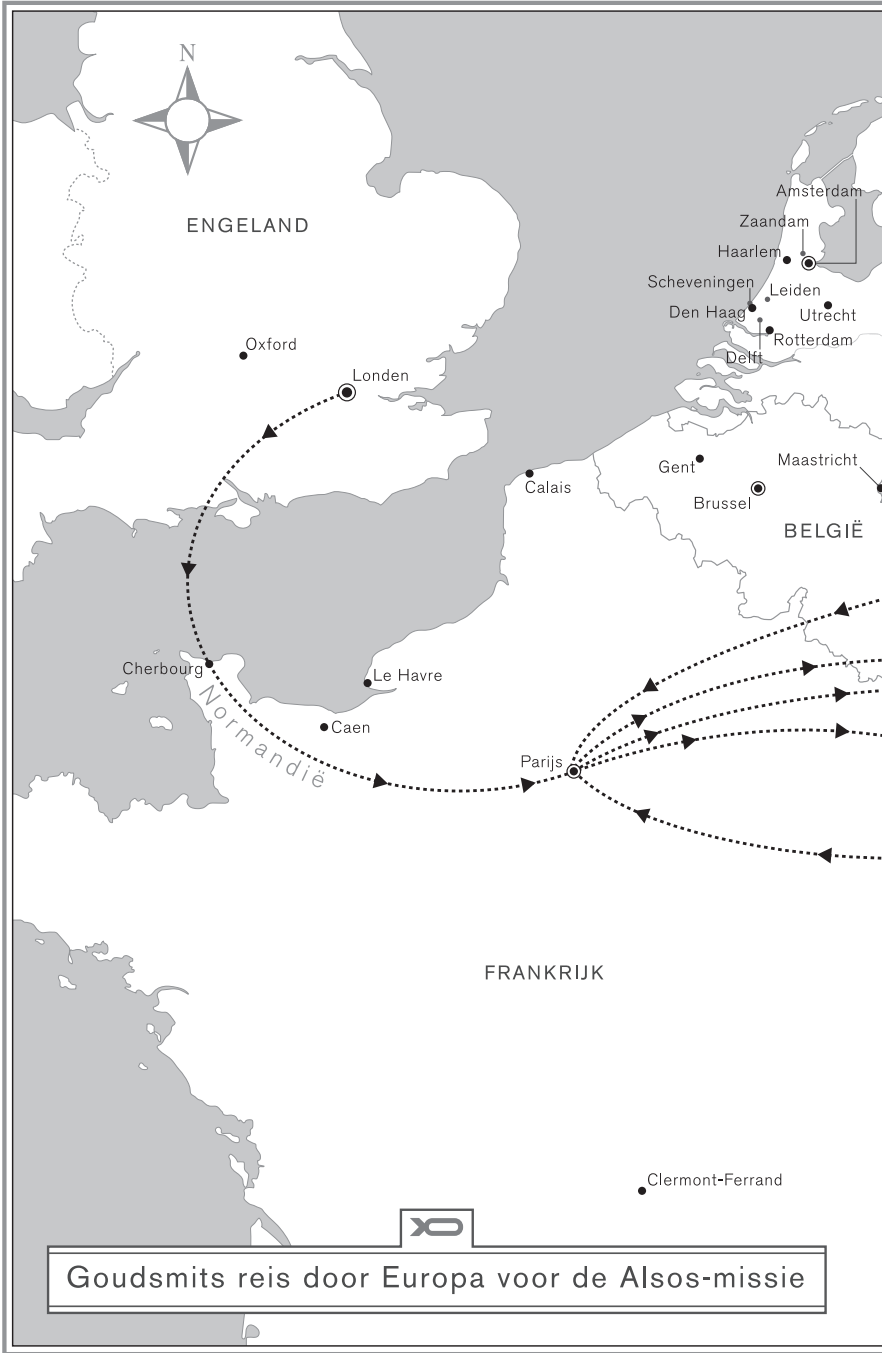 N
ENGELAND
Oxford
Londen
Amsterdam
Zaandam
Haarlem
Scheveningen
Leiden
Den Haag
Utrecht
Rotterdam
Delft
Calais
Gent
Maastricht
Brussel
BELGIË
Cherbourg
Le Havre
Normandië
Caen
Parijs
FRANKRIJK
Clermont-Ferrand
Goudsmits reis door Europa voor de Alsos-missie